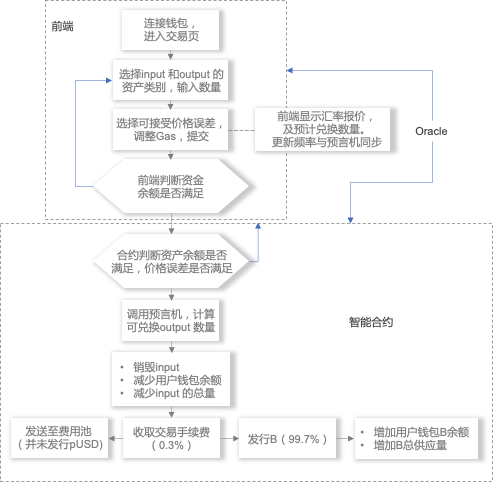 前端
连接钱包，
进入交易页
选择input 和output 的
资产类别，输入数量
选择可接受价格误差，
调整Gas，提交
前端显示汇率报价，
及预计兑换数量。
更新频率与预言机同步
Oracle
前端判断资金
余额是否满足
合约判断资产余额是否
满足，价格误差是否满足
调用预言机，计算
可兑换output 数量
智能合约
• 销毁input
• 减少用户钱包余额
• 减少input 的总量
发送至费用池
（并未发行pUSD）
收取交易手续费
（0.3%）
发行B（99.7%）
• 增加用户钱包B余额
• 增加B总供应量